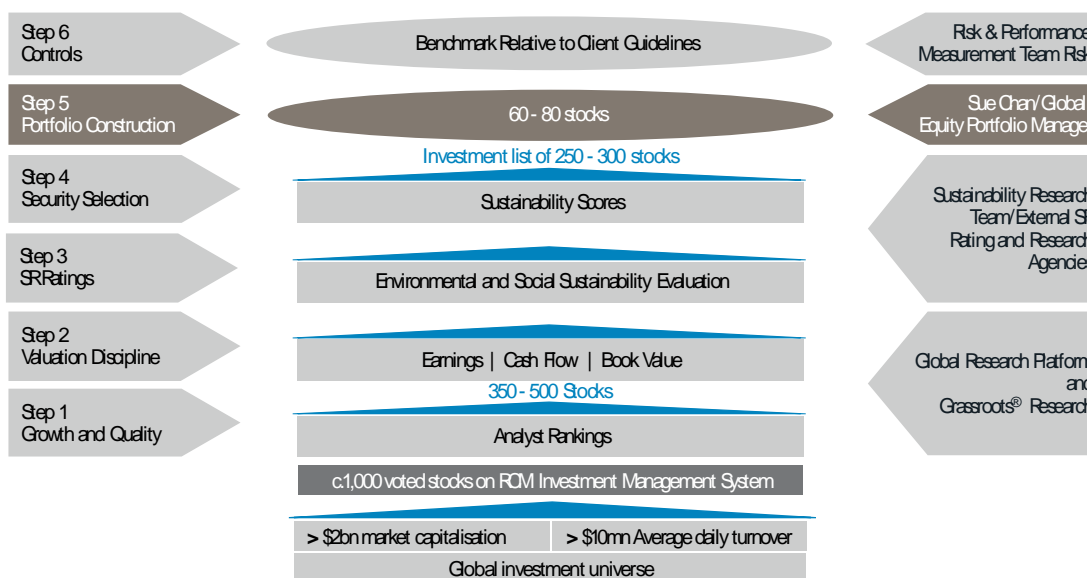 Step 6
Controls
Benchmark Relative to Client Guidelines
Risk & Performance
Measurement Team Risk
Step 5
Portfolio Construction
60 - 80 stocks
Sue Chan/Global
Equity Portfolio Manage
Investment list of 250 - 300 stocks
Step 4
Security Selection
Sustainability Scores
Sustainability Research
Team/External SR
Rating and Research
Agencies
Step 3
SR Ratings
Environmental and Social Sustainability Evaluation
Step 2
Valuation Discipline
Earnings | Cash Flow | Book Value
350 - 500 Stocks
Global Research Platform
and
Grassroots® Research
Step 1
Growth and Quality
Analyst Rankings
c.1,000 voted stocks on RCM Investment Management System
> $2bn market capitalisation
> $10mn Average daily turnover
Global investment universe